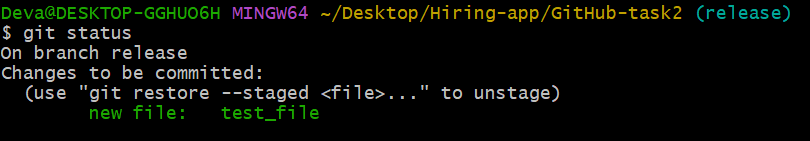 Deva@DESKTOP-GGHUO6H MINGW64 ~/Desktop/Hiring-app/GitHub-task2 (release)
$ git status
On branch release
Changes to be committed:
  (use "git restore --staged <file>..." to unstage)
        new file:   test_file